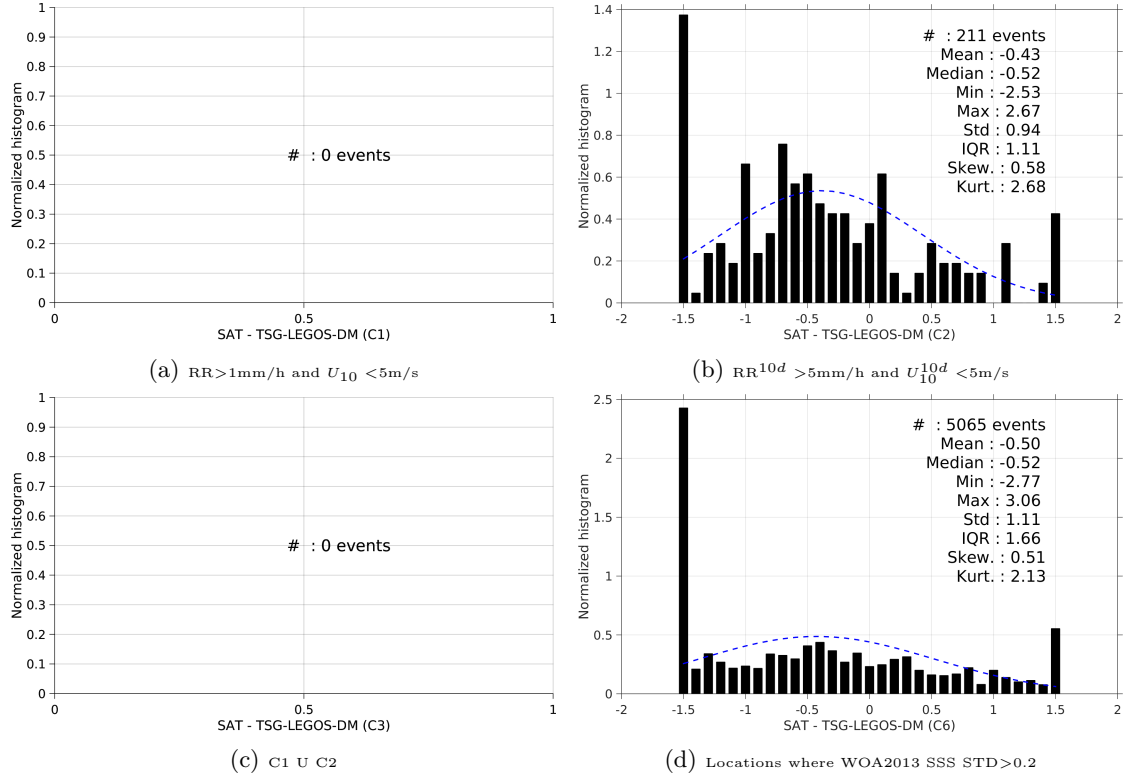 1
0.9
0.8
0.7
0.6
0.5
0.4
0.3
0.2
0.1
0
Normalized histogram
# : 0 events
0 0.5 1
SAT - TSG-LEGOS-DM (C1)
(a) RR>1mm/h and U10 <5m/s
1.4
1.2
1
0.8
0.6
0.4
0.2
0
Normalized histogram
# : 211 events
Mean : -0.43
Median : -0.52
Min : -2.53
Max : 2.67
Std : 0.94
IQR : 1.11
Skew. : 0.58
Kurt. : 2.68
-2 -1.5 -1 -0.5 0 0.5 1 1.5 2
SAT - TSG-LEGOS-DM (C2)
(b) RR^10d >5mm/h and U_10^10d <5m/s
1
0.9
0.8
0.7
0.6
0.5
0.4
0.3
0.2
0.1
0
Normalized histogram
# : 0 events
0 0.5 1
SAT - TSG-LEGOS-DM (C3)
(c) C1 U C2
2.5
2
1.5
1
0.5
0
Normalized histogram
# : 5065 events
Mean : -0.50
Median : -0.52
Min : -2.77
Max : 3.06
Std : 1.11
IQR : 1.66
Skew. : 0.51
Kurt. : 2.13
-2 -1.5 -1 -0.5 0 0.5 1 1.5 2
SAT - TSG-LEGOS-DM (C6)
(d) Locations where WOA2013 SSS STD>0.2